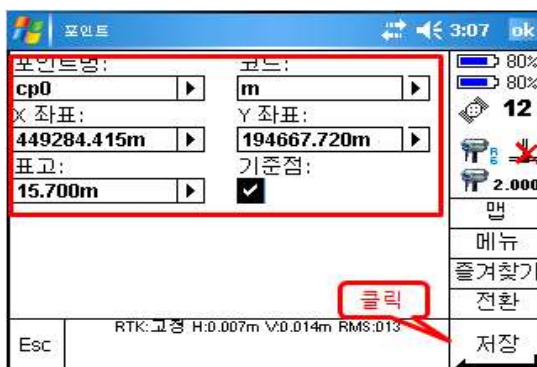 포인트 3:07 ok
포인트명: 코드:
cp0 m
X 좌표: Y 좌표:
449284.415m 194667.720m
표고: 기준점:
15.700m
80%
80%
12
R
6
2.000
맵
메뉴
즐겨찾기
전환
클릭
저장
Esc
RTK:고정 H:0.007m V:0.014m RMS:013